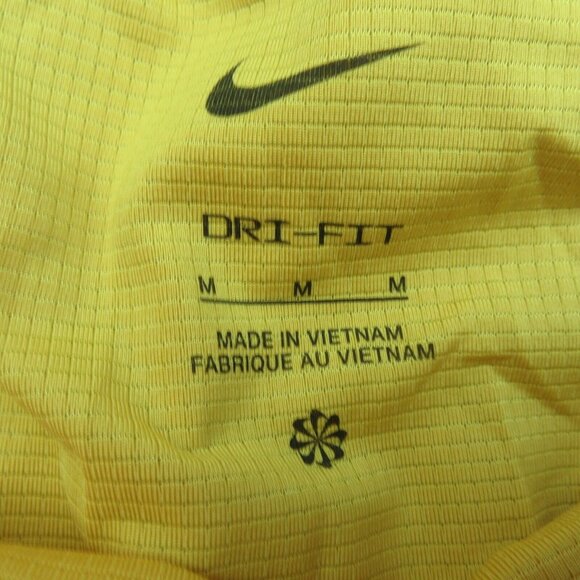 DRI-FIT
M M M
MADE IN VIETNAM
FABRIQUE AU VIETNAM